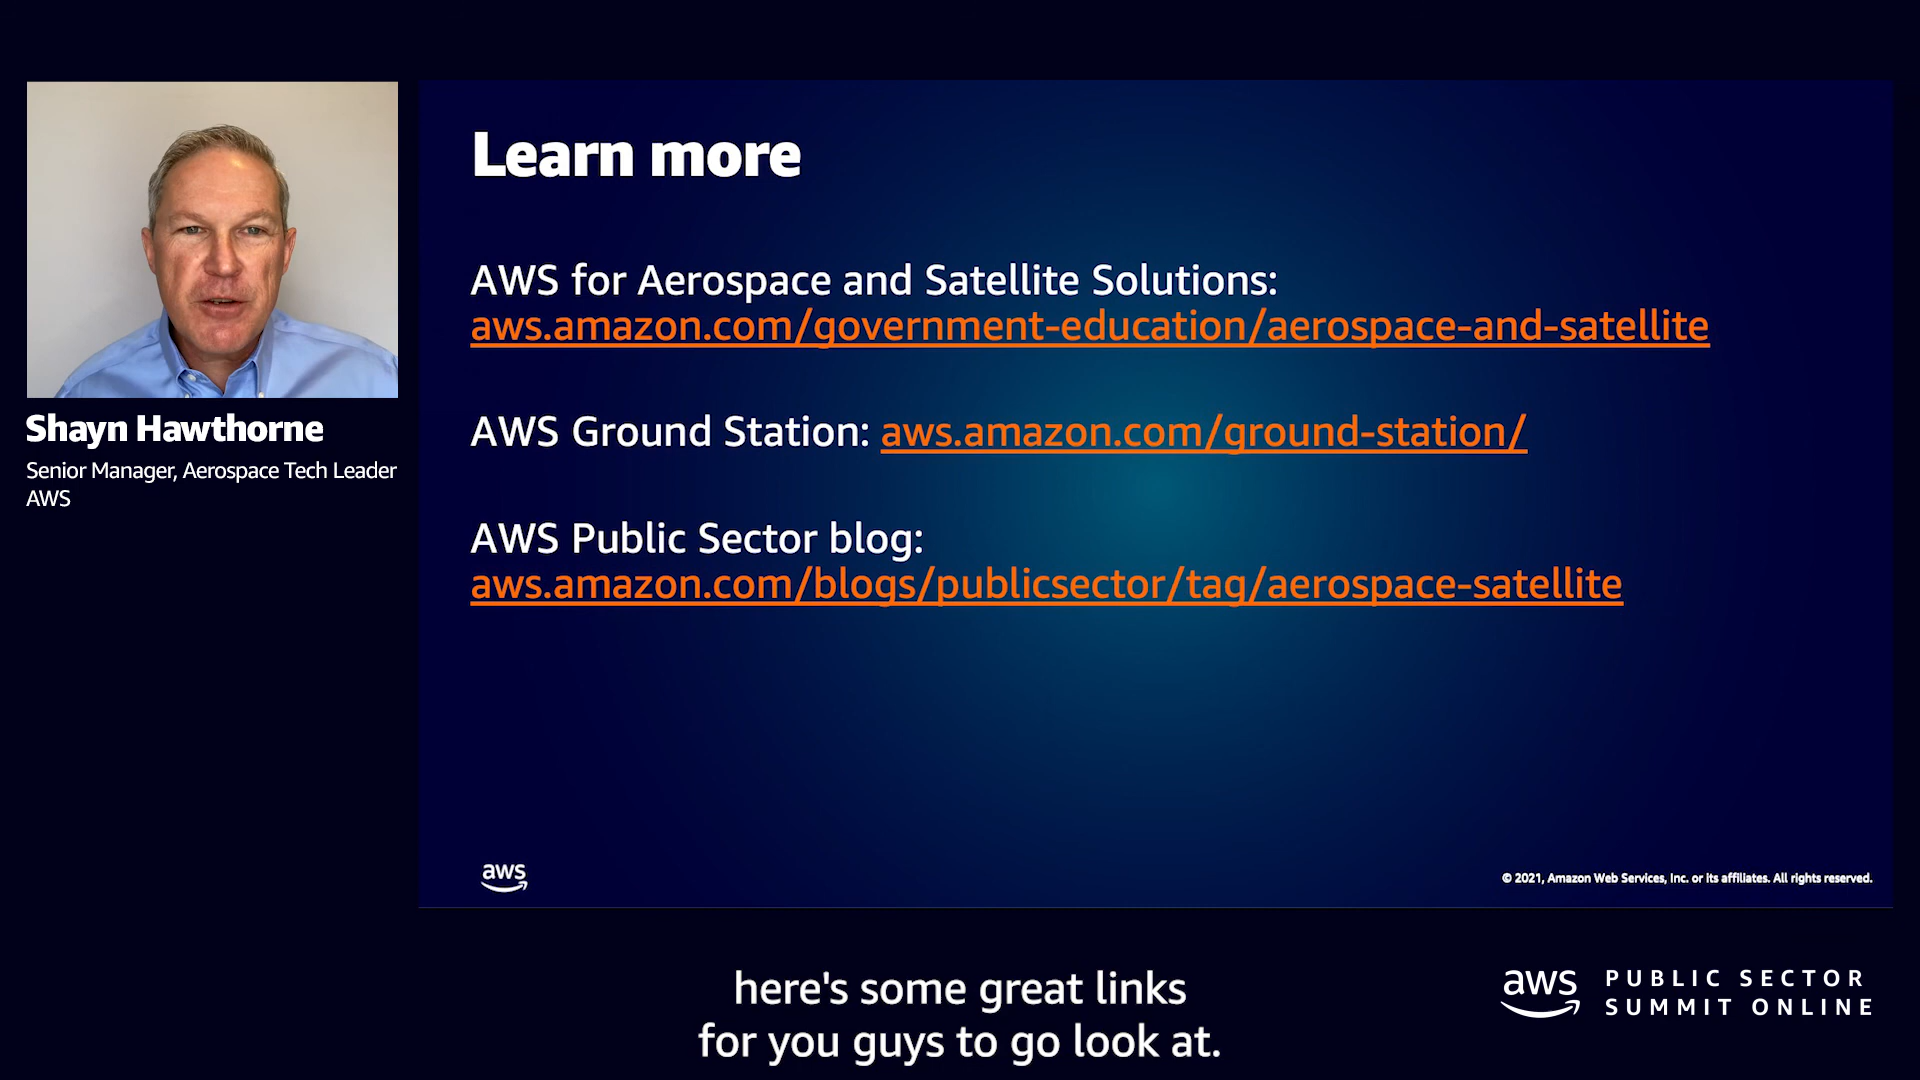 Learn more
AWS for Aerospace and Satellite Solutions:
aws.amazon.com/government-education/aerospace-and-satellite
AWS Ground Station: aws.amazon.com/ground-station/
AWS Public Sector blog:
aws.amazon.com/blogs/publicsector/tag/aerospace-satellite
Shayn Hawthorne
Senior Manager, Aerospace Tech Leader
AWS
aws
© 2021, Amazon Web Services, Inc. or its affiliates. All rights reserved.
here's some great links
for you guys to go look at.
aws PUBLIC SECTOR
SUMMIT ONLINE